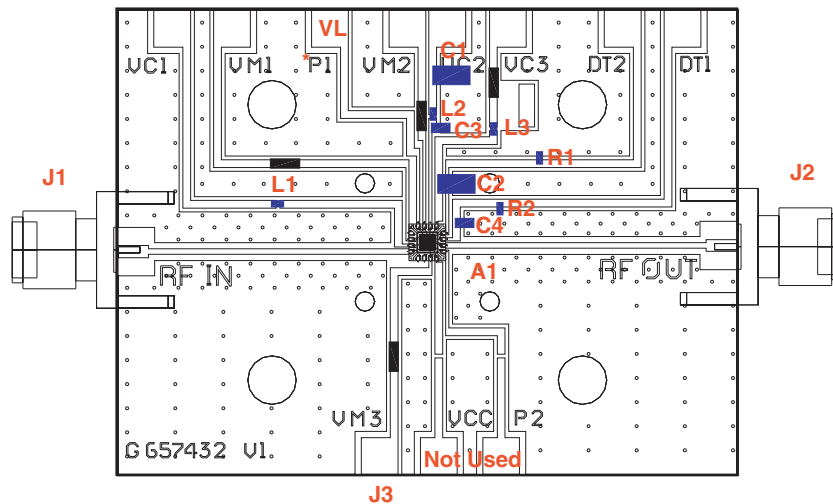 VL
C1
VC1 VM1 *P1 VM2 VC2 VC3 DT2 DT1
L2
C3 L3
R1
J1 L1 C2 J2
R2
C4
RF IN A1 RF OUT
VM3 VCC P2
G G57432 V1
Not Used
J3